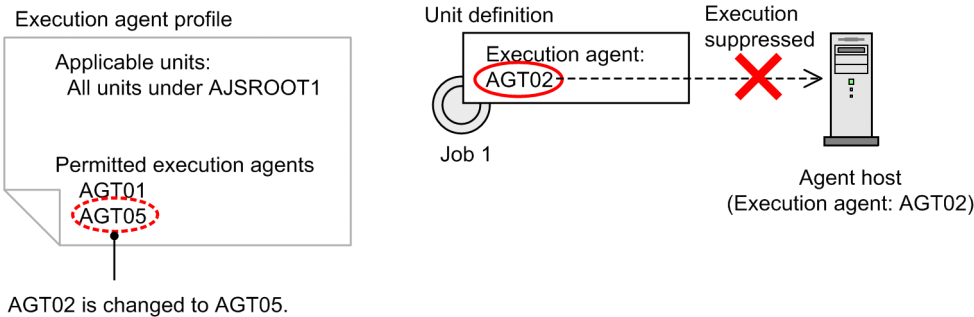 Execution agent profile
Applicable units:
All units under AJSROOT1
Permitted execution agents
AGT01
AGT05
AGT02 is changed to AGT05.
Unit definition
Execution agent:
AGT02
Job 1
Execution
suppressed
Agent host
(Execution agent: AGT02)